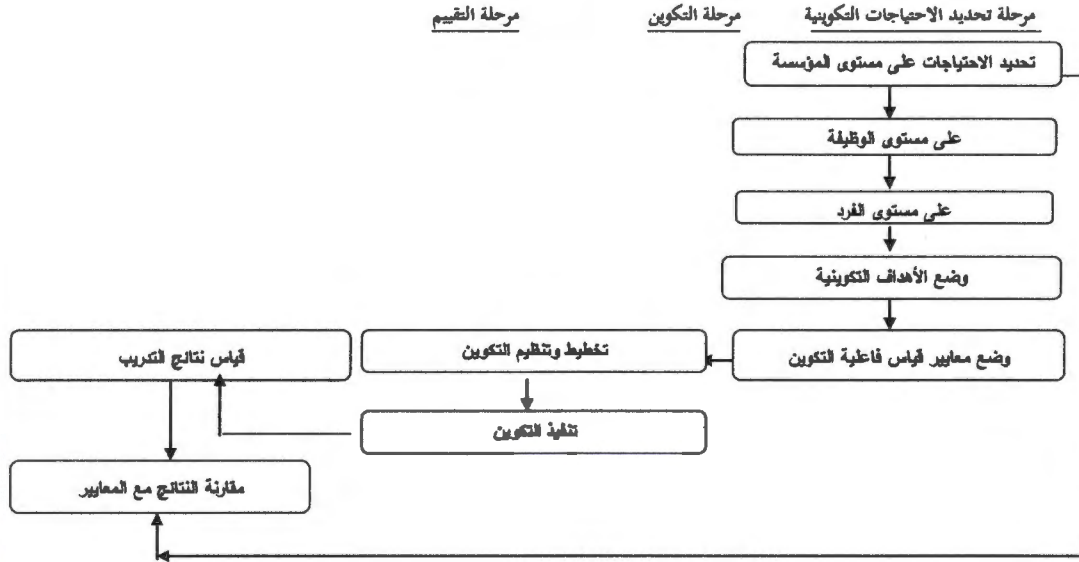 مرحلة تحديد الاحتياجات التكوينية مرحلة التكوين مرحلة التقييم
تحديد الاحتياجات على مستوى المؤسسة
على مستوى الوظيفة
على مستوى الفرد
وضع الأهداف التكوينية
وضع معايير قياس فاعلية التكوين
تخطيط وتنظيم التكوين
تنفيذ التكوين
قياس نتائج التدريب
مقارنة النتائج مع المعايير